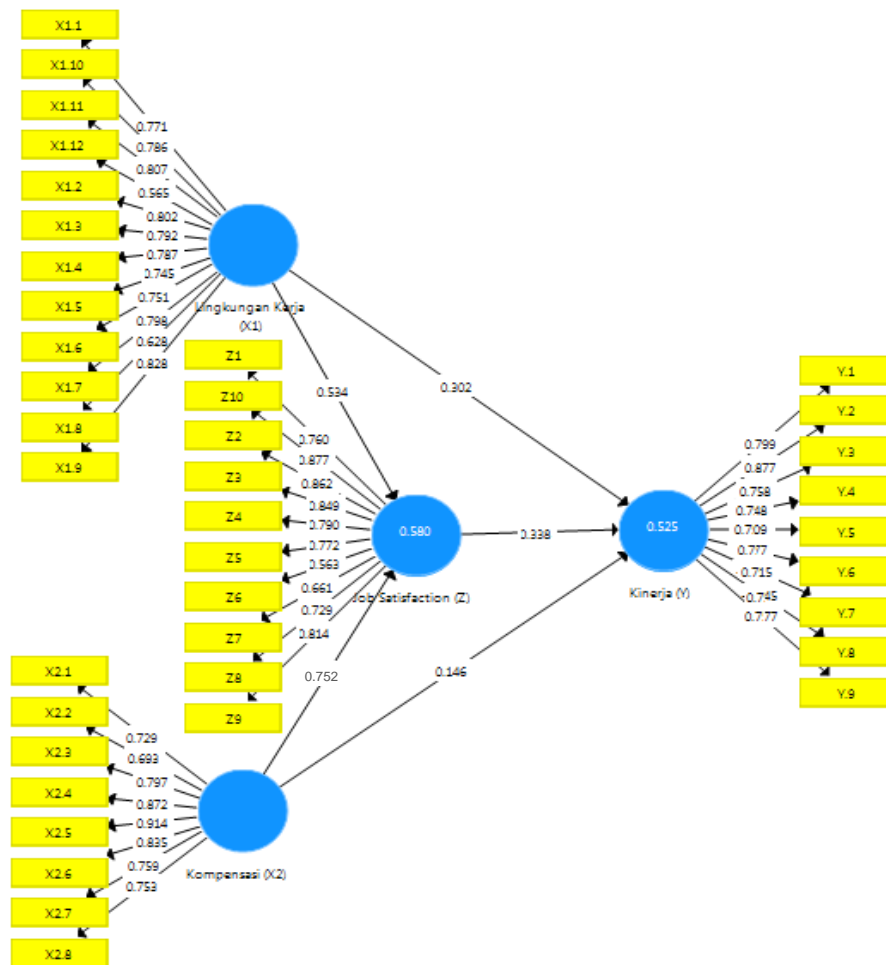 X1.1
X1.10
X1.11
X1.12
X1.2
X1.3
X1.4
X1.5
X1.6
X1.7
X1.8
X1.9
0.771
0.786
0.807
0.565
0.802
0.792
0.787
0.745
0.751
0.798
0.628
0.828
Lingkungan Kerja
(X1)
0.534
0.302
Z1
Z10
Z2
Z3
Z4
Z5
Z6
Z7
Z8
Z9
0.760
0.877
0.862
0.849
0.790
0.772
0.563
0.661
0.729
0.814
0.580
Job Satisfaction (Z)
0.338
0.752
0.146
0.525
Kinerja (Y)
0.799
0.877
0.758
0.748
0.709
0.777
0.715
0.745
0.777
Y.1
Y.2
Y.3
Y.4
Y.5
Y.6
Y.7
Y.8
Y.9
X2.1
X2.2
X2.3
X2.4
X2.5
X2.6
X2.7
X2.8
0.729
0.693
0.797
0.872
0.914
0.835
0.759
0.753
Kompensasi (X2)